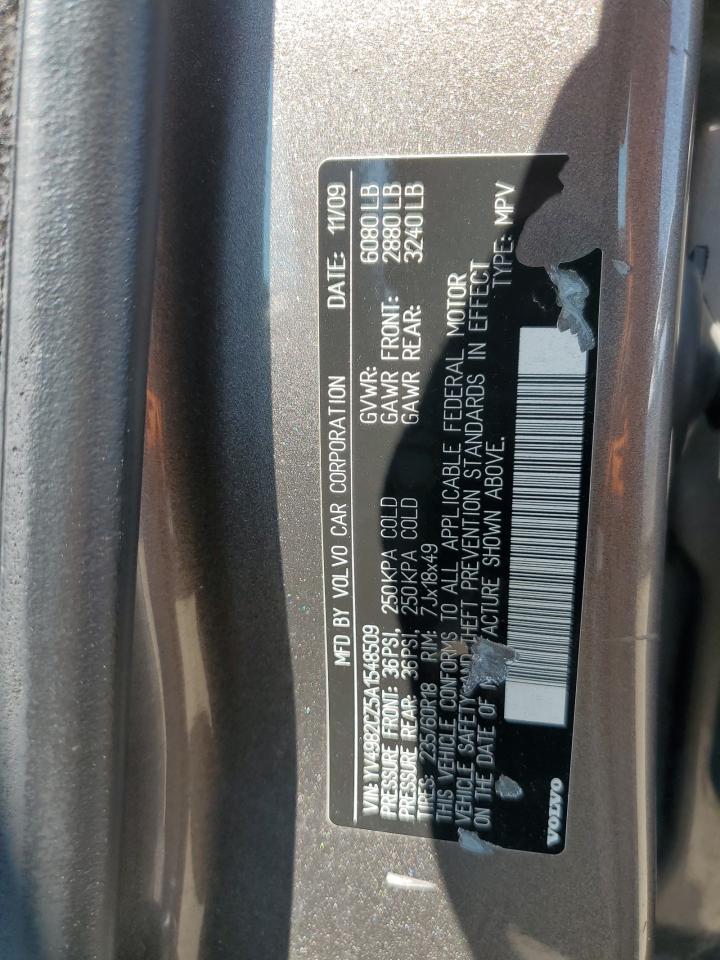 MFD BY VOLVO CAR CORPORATION DATE: 11/09
VIN: YV4982CZ5A1548509 GVWR: 6080 LB
PRESSURE FRONT: 36PSI, 250KPA COLD GAWR FRONT: 2880 LB
PRESSURE REAR: 36PSI, 250KPA COLD GAWR REAR: 3240 LB
TIRES: 235/60R18 RIM: 7Jx18x49
THIS VEHICLE CONFORMS TO ALL APPLICABLE FEDERAL MOTOR
VEHICLE SAFETY AND THEFT PREVENTION STANDARDS IN EFFECT
ON THE DATE OF FACTURE SHOWN ABOVE. TYPE: MPV
VOLVO